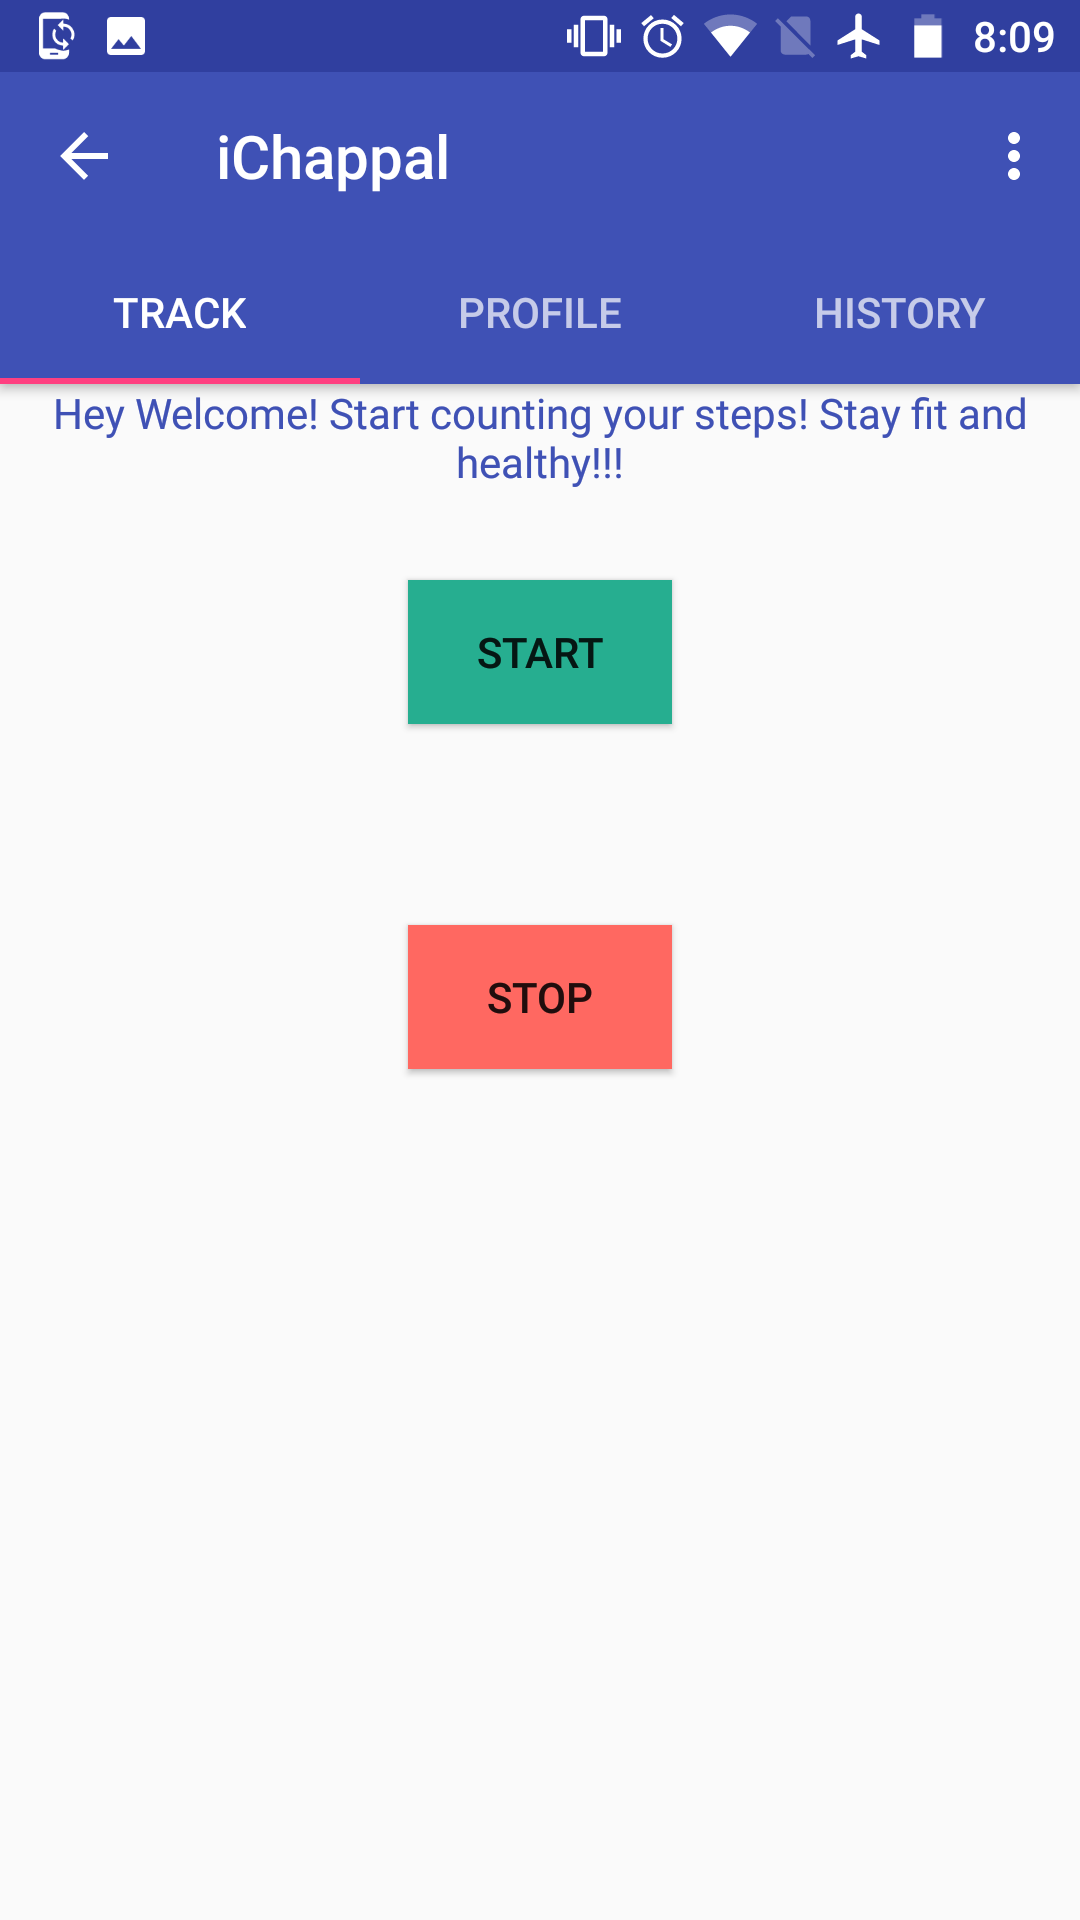 8:09
iChappal
TRACK PROFILE HISTORY
Hey Welcome! Start counting your steps! Stay fit and
healthy!!!
START
STOP